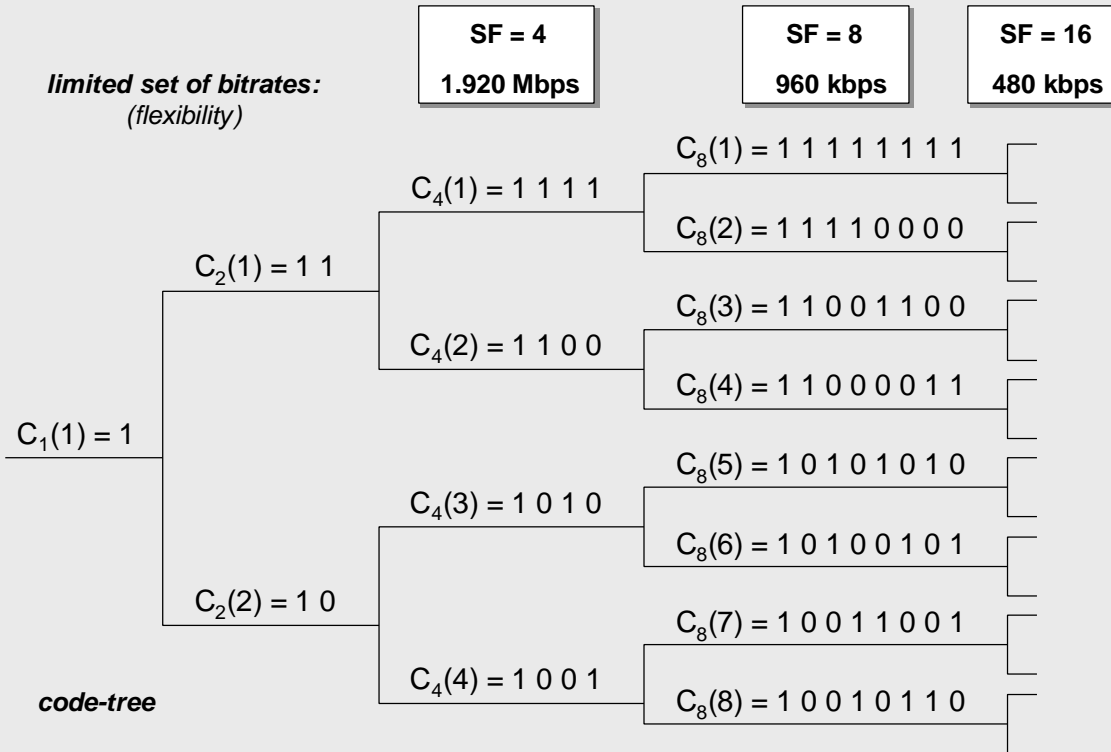 SF = 4
1.920 Mbps
SF = 8
960 kbps
SF = 16
480 kbps
limited set of bitrates:
(flexibility)
C₈(1) = 1 1 1 1 1 1 1 1
C₄(1) = 1 1 1 1
C₈(2) = 1 1 1 1 0 0 0 0
C₂(1) = 1 1
C₈(3) = 1 1 0 0 1 1 0 0
C₄(2) = 1 1 0 0
C₈(4) = 1 1 0 0 0 0 1 1
C₁(1) = 1
C₈(5) = 1 0 1 0 1 0 1 0
C₄(3) = 1 0 1 0
C₈(6) = 1 0 1 0 0 1 0 1
C₂(2) = 1 0
C₈(7) = 1 0 0 1 1 0 0 1
C₄(4) = 1 0 0 1
C₈(8) = 1 0 0 1 0 1 1 0
code-tree